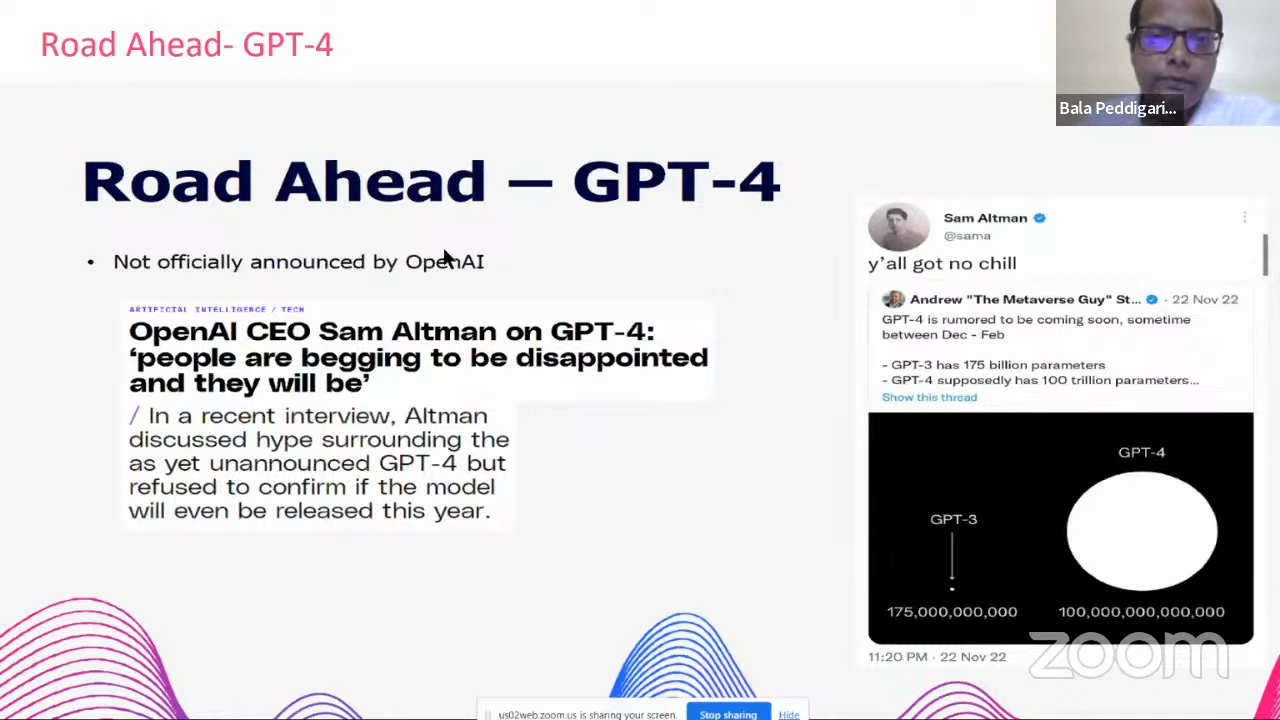 Road Ahead- GPT-4
Bala Peddigari...
Road Ahead – GPT-4
• Not officially announced by OpenAI
ARTIFICIAL INTELLIGENCE / TECH
OpenAI CEO Sam Altman on GPT-4:
‘people are begging to be disappointed
and they will be’
/ In a recent interview, Altman
discussed hype surrounding the
as yet unannounced GPT-4 but
refused to confirm if the model
will even be released this year.
Sam Altman
@sama
y'all got no chill
Andrew "The Metaverse Guy" St... · 22 Nov 22
GPT-4 is rumored to be coming soon, sometime
between Dec - Feb
- GPT-3 has 175 billion parameters
- GPT-4 supposedly has 100 trillion parameters...
Show this thread
GPT-4
GPT-3
175,000,000,000 100,000,000,000,000
11:20 PM · 22 Nov 22
zoom
us02web.zoom.us is sharing your screen. Stop sharing Hide